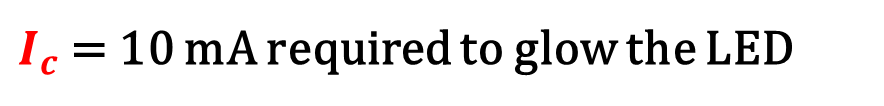 I_c = 10 mA required to glow the LED